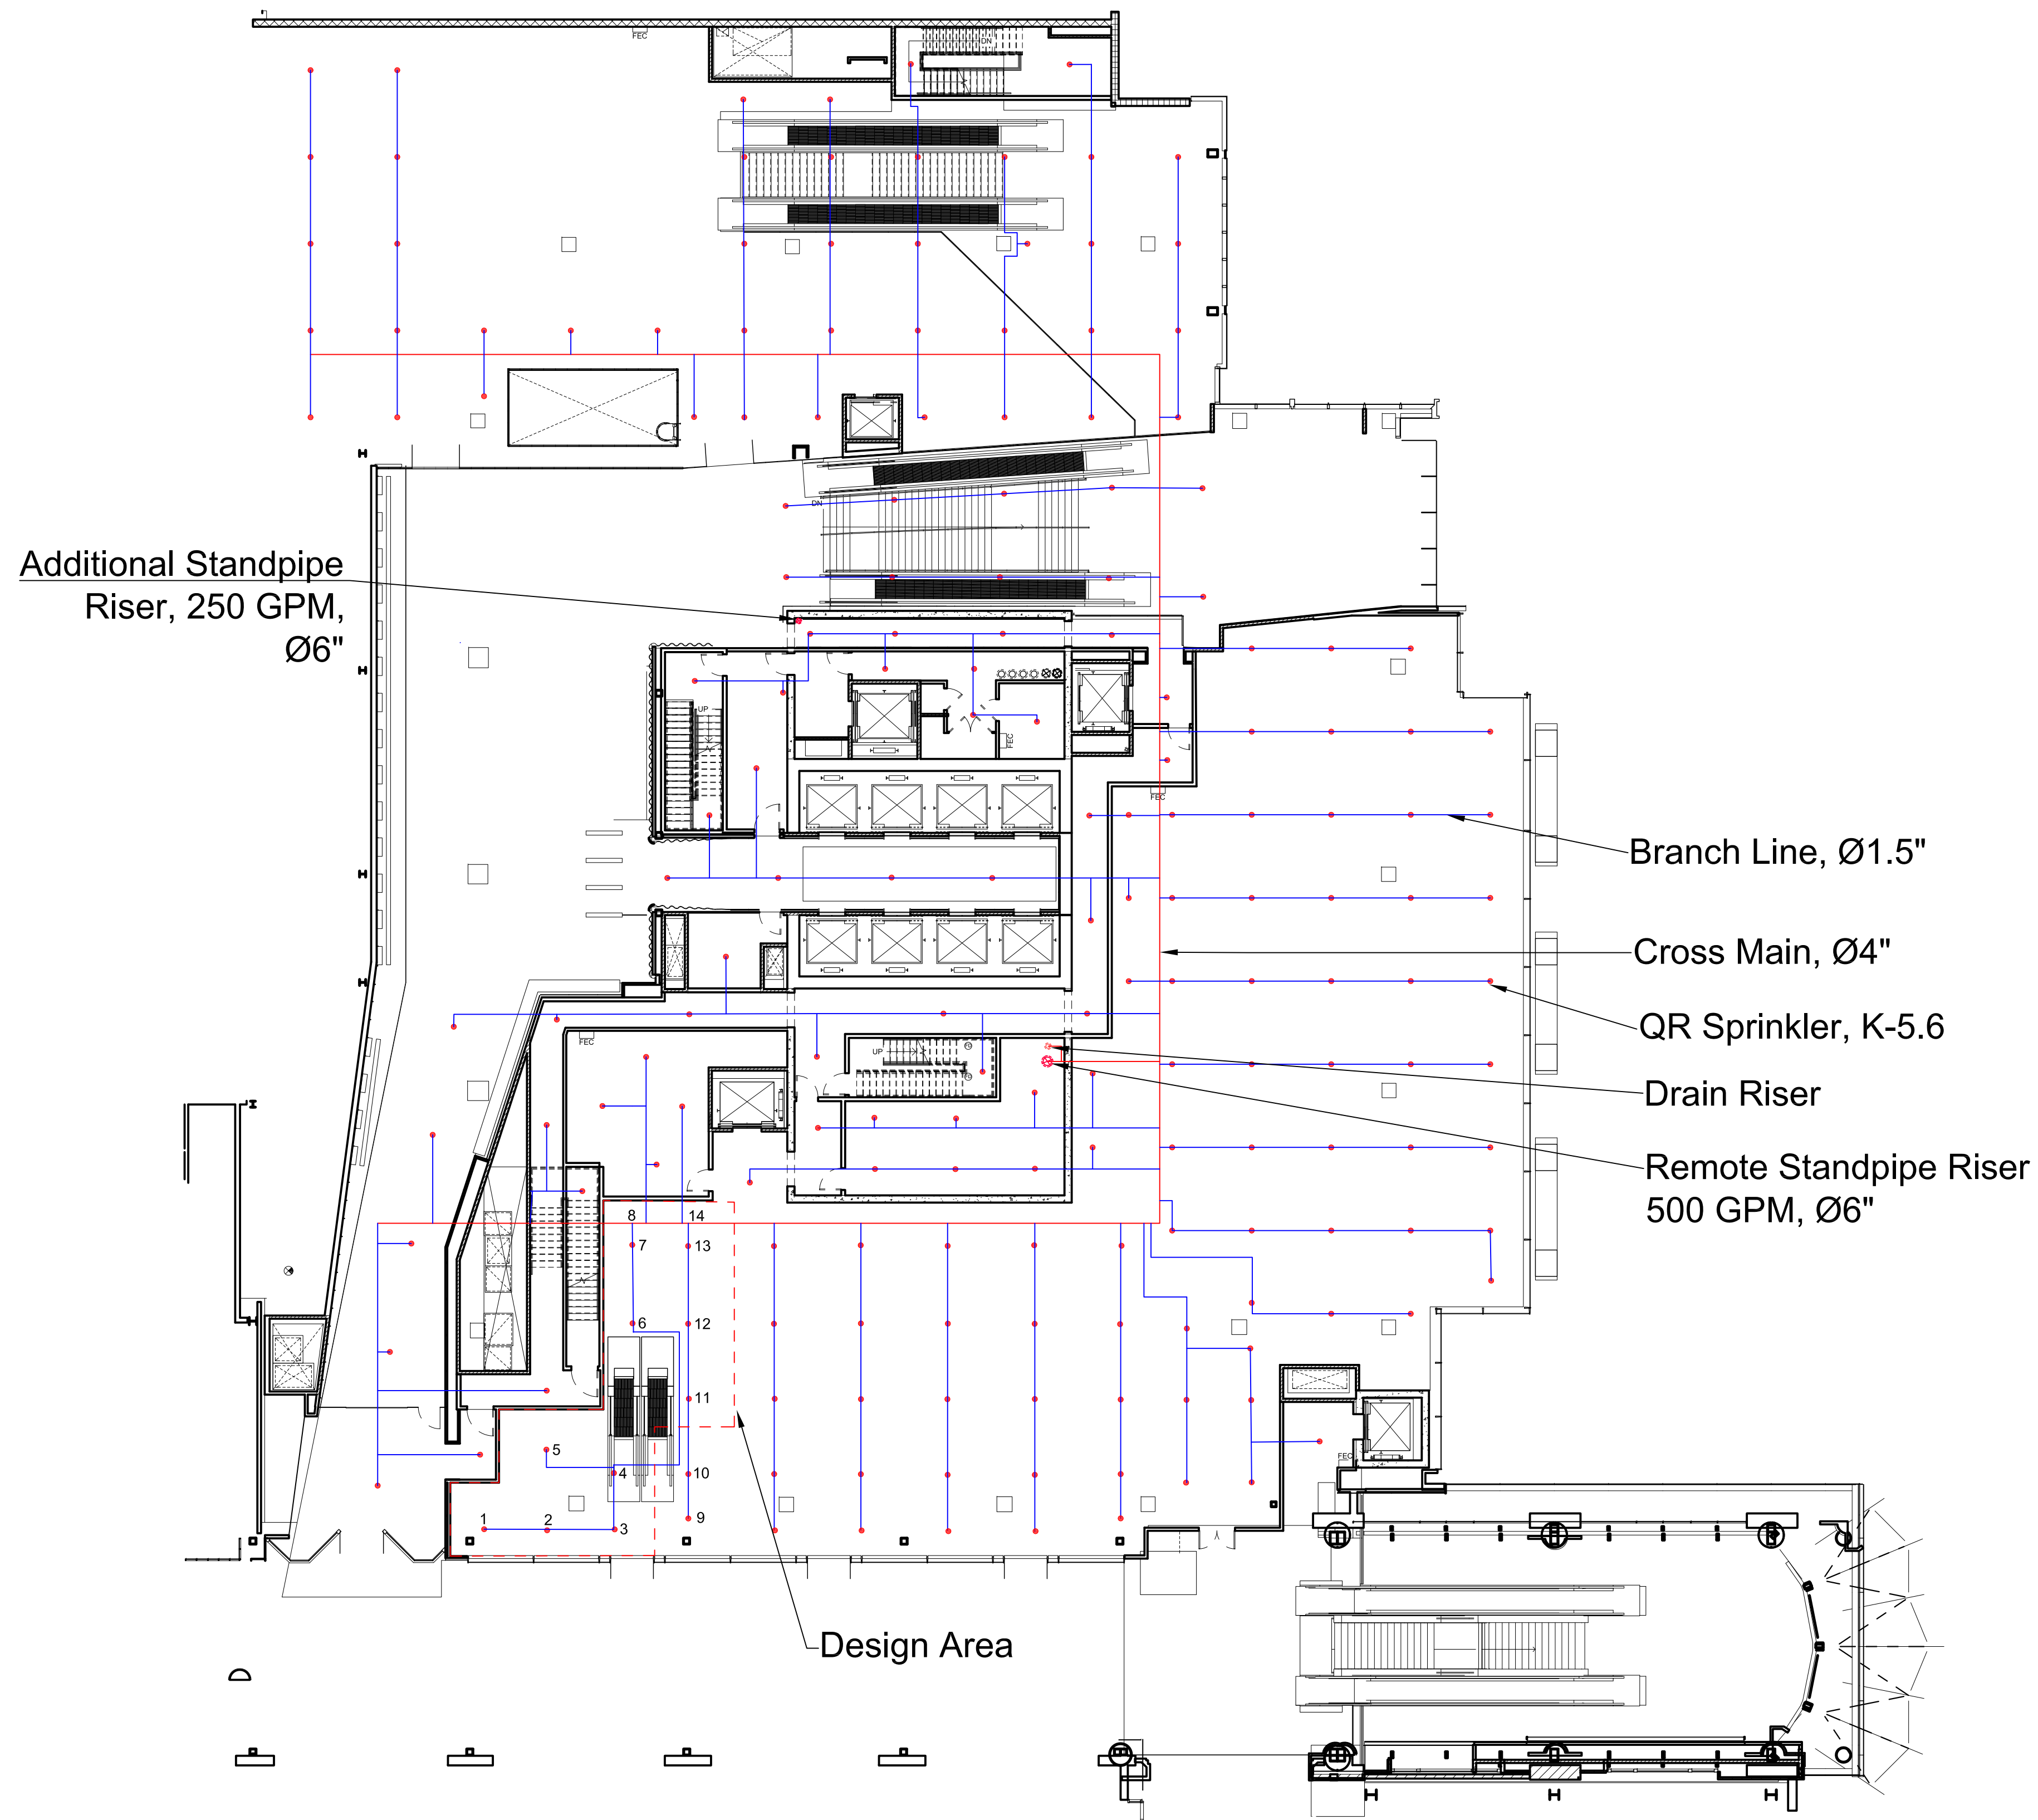 FEC
DN
DN
Additional Standpipe
Riser, 250 GPM,
Ø6"
UP
FEC
FEC
Branch Line, Ø1.5"
Cross Main, Ø4"
QR Sprinkler, K-5.6
FEC
UP
Drain Riser
Remote Standpipe Riser
500 GPM, Ø6"
8
14
7
13
6
12
11
5
4
10
1
2
3
9
FEC
Design Area